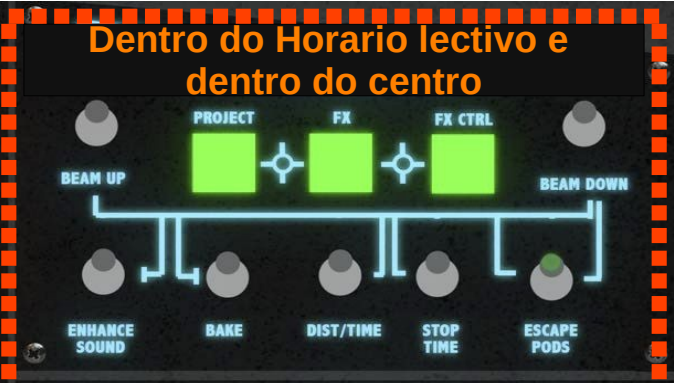 Dentro do Horario lectivo e
dentro do centro
PROJECT FX FX CTRL
BEAM UP
BEAM DOWN
ENHANCE SOUND
BAKE
DIST/TIME
STOP TIME
ESCAPE PODS